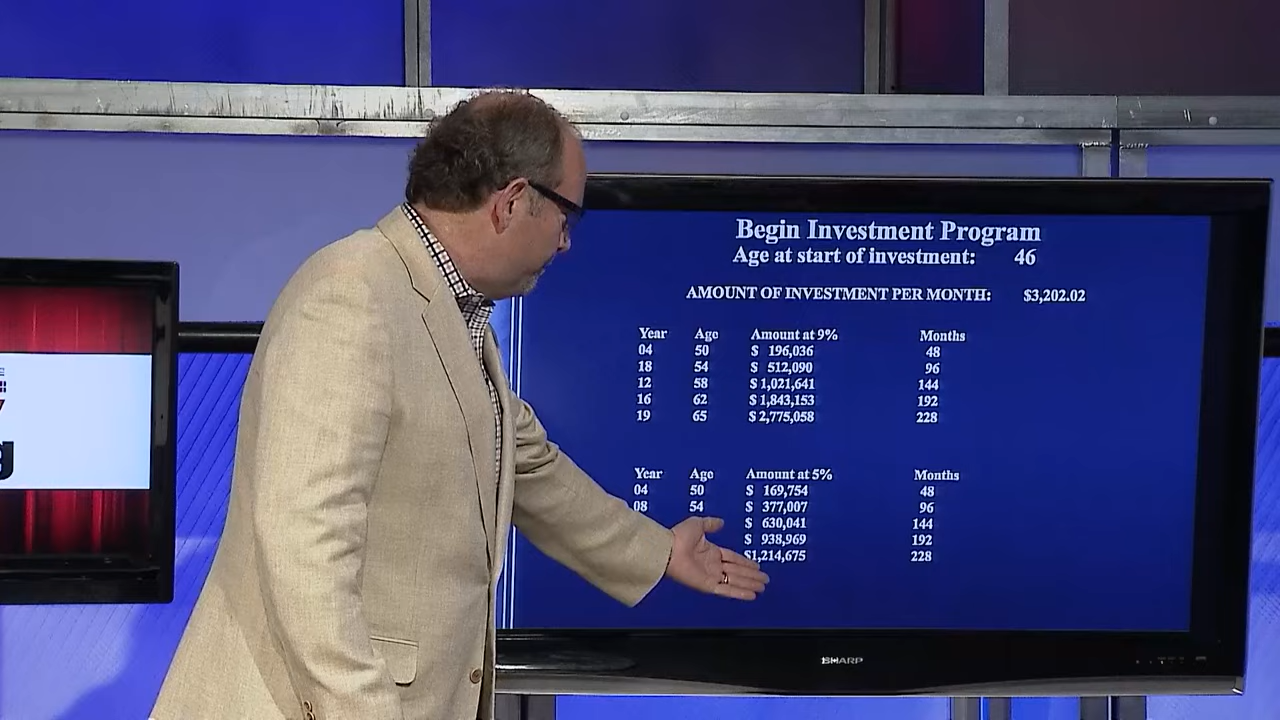 Begin Investment Program
Age at start of investment: 46
AMOUNT OF INVESTMENT PER MONTH: $3,202.02
Year Age Amount at 9% Months
04 50 $ 196,036 48
18 54 $ 512,090 96
12 58 $ 1,021,641 144
16 62 $ 1,843,153 192
19 65 $ 2,775,058 228
Year Age Amount at 5% Months
04 50 $ 169,754 48
08 54 $ 377,007 96
$ 630,041 144
$ 938,969 192
$1,214,675 228
SHARP
g